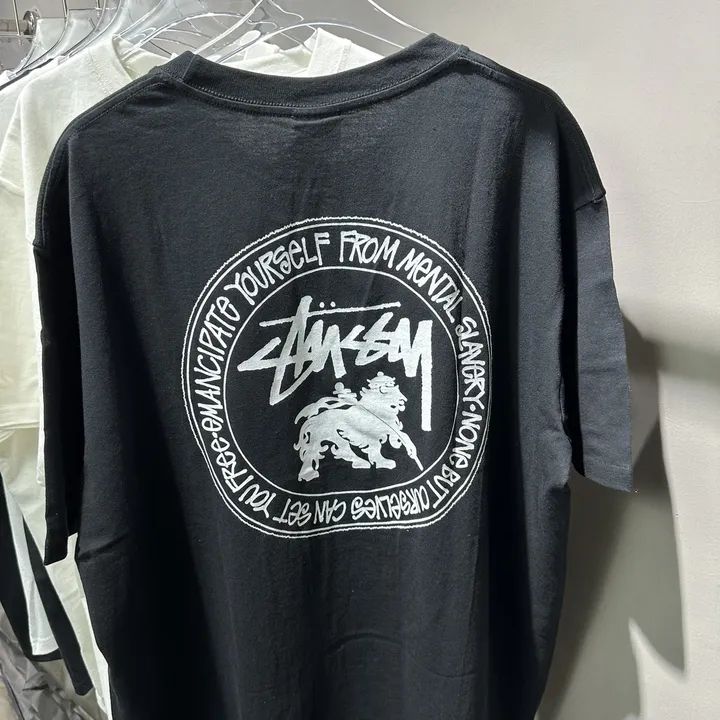 EMANCIPATE YOURSELF FROM MENTAL SLAVERY • NONE BUT OURSELVES CAN SET YOU FREE •
Stüssy